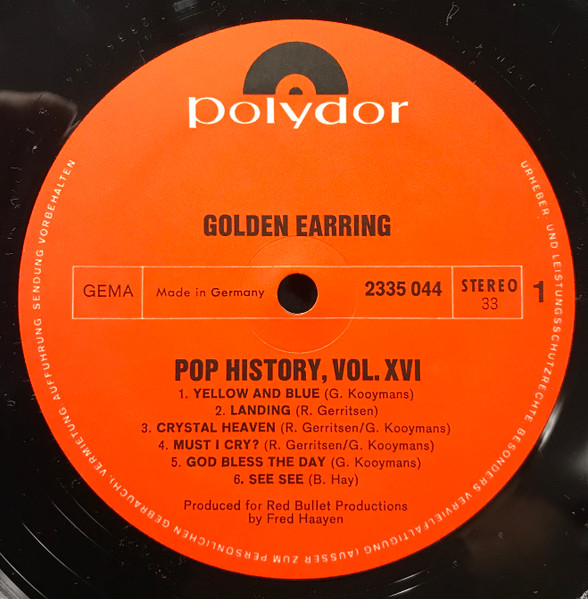 polydor
GOLDEN EARRING
GEMA
Made in Germany
2335 044
STEREO
33
1
POP HISTORY, VOL. XVI
1. YELLOW AND BLUE (G. Kooymans)
2. LANDING (R. Gerritsen)
3. CRYSTAL HEAVEN (R. Gerritsen/G. Kooymans)
4. MUST I CRY? (R. Gerritsen/G. Kooymans)
5. GOD BLESS THE DAY (G. Kooymans)
6. SEE SEE (B. Hay)
Produced for Red Bullet Productions
by Fred Haayen
URHEBER- UND LEISTUNGSSCHUTZRECHTE BESONDERS VERVIELFÄLTIGUNG (AUSSER ZUM PERSÖNLICHEN GEBRAUCH), VERMIETUNG AUFFÜHRUNG SENDUNG VORBEHALTEN